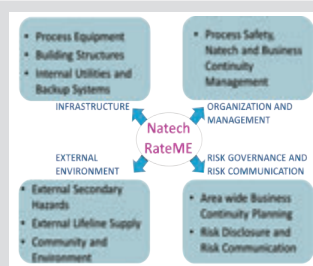 • Process Equipment
• Building Structures
• Internal Utilities and
Backup Systems
INFRASTRUCTURE
• Process Safety,
Natech and Business
Continuity
Management
ORGANIZATION AND
MANAGEMENT
Natech
RateME
EXTERNAL
ENVIRONMENT
• External Secondary
Hazards
• External Lifeline Supply
• Community and
Environment
RISK GOVERNANCE AND
RISK COMMUNICATION
• Area wide Business
Continuity Planning
• Risk Disclosure and
Risk Communication